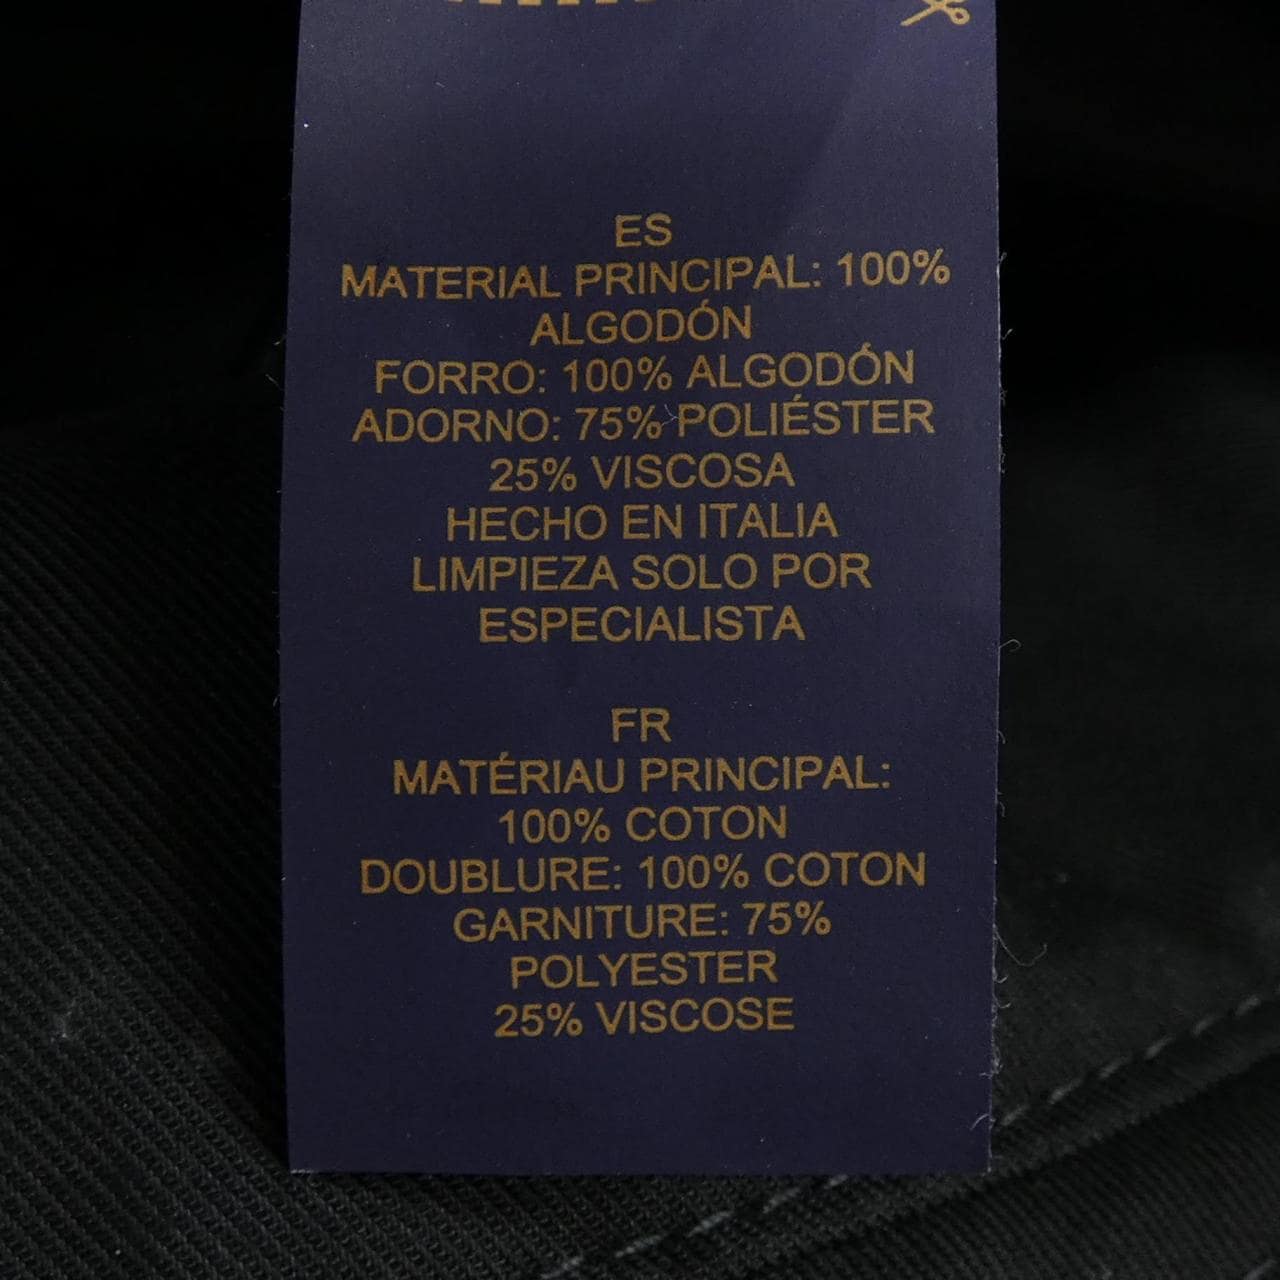 ES
MATERIAL PRINCIPAL: 100%
ALGODÓN
FORRO: 100% ALGODÓN
ADORNO: 75% POLIÉSTER
25% VISCOSA
HECHO EN ITALIA
LIMPIEZA SOLO POR
ESPECIALISTA
FR
MATÉRIAU PRINCIPAL:
100% COTON
DOUBLURE: 100% COTON
GARNITURE: 75%
POLYESTER
25% VISCOSE